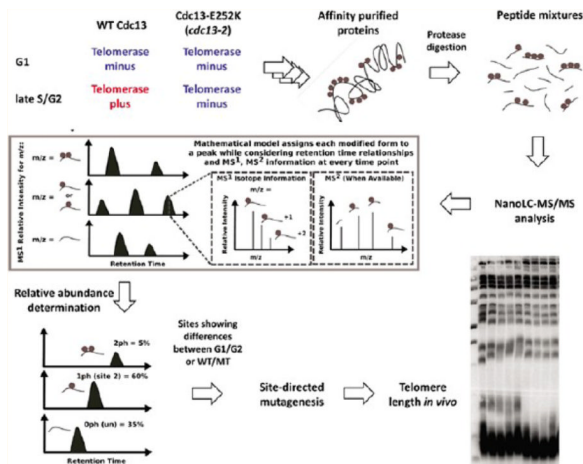 WT Cdc13
Cdc13-E252K
(cdc13-2)
G1
Telomerase
minus
Telomerase
minus
late S/G2
Telomerase
plus
Telomerase
minus
Affinity purified
proteins
Protease
digestion
Peptide mixtures
NanoLC-MS/MS
analysis
Mathematical model assigns each modified form to
a peak while considering retention time relationships
and MS¹, MS² information at every time point
MS¹ Relative Intensity for m/z:
m/z =
m/z =
m/z =
Retention Time
MS¹ Isotope Information
m/z =
+1
+2
Relative Intensity
m/z
MS² (When Available)
Relative Intensity
m/z
Relative abundance
determination
2ph = 5%
1ph (site 2) = 60%
0ph (un) = 35%
Retention Time
Sites showing
differences
between G1/G2
or WT/MT
Site-directed
mutagenesis
Telomere
length in vivo